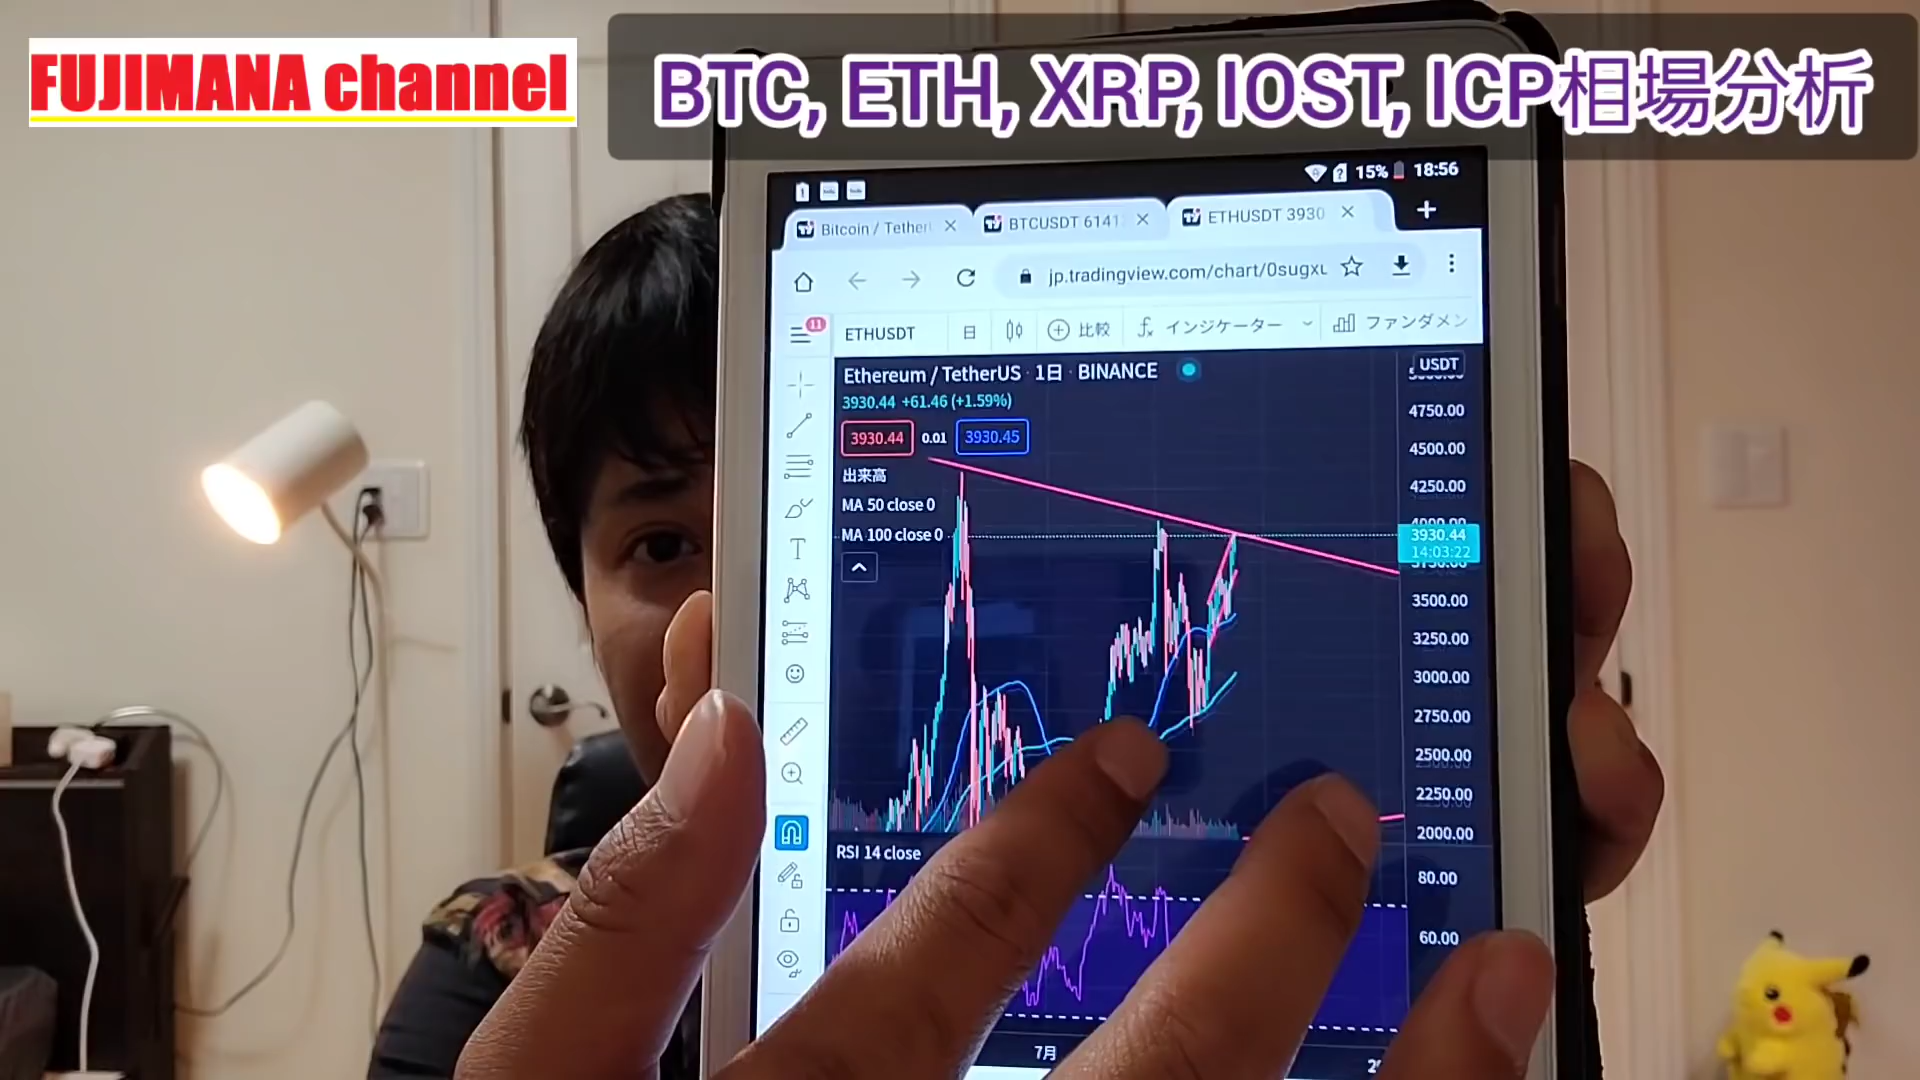 FUJIMANA channel
BTC, ETH, XRP, IOST, ICP相場分析
15% 18:56
Bitcoin / Tether
BTCUSDT 6141
ETHUSDT 3930
jp.tradingview.com/chart/0sugxu
11
ETHUSDT 日 比較 インジケーター ファンダメン
Ethereum / TetherUS · 1日 · BINANCE
USDT
3930.44 +61.46 (+1.59%)
3930.44 0.01 3930.45
出来高
MA 50 close 0
MA 100 close 0
4750.00
4500.00
4250.00
3930.44
14:03:22
3500.00
3250.00
3000.00
2750.00
2500.00
2250.00
2000.00
RSI 14 close
80.00
60.00
7月